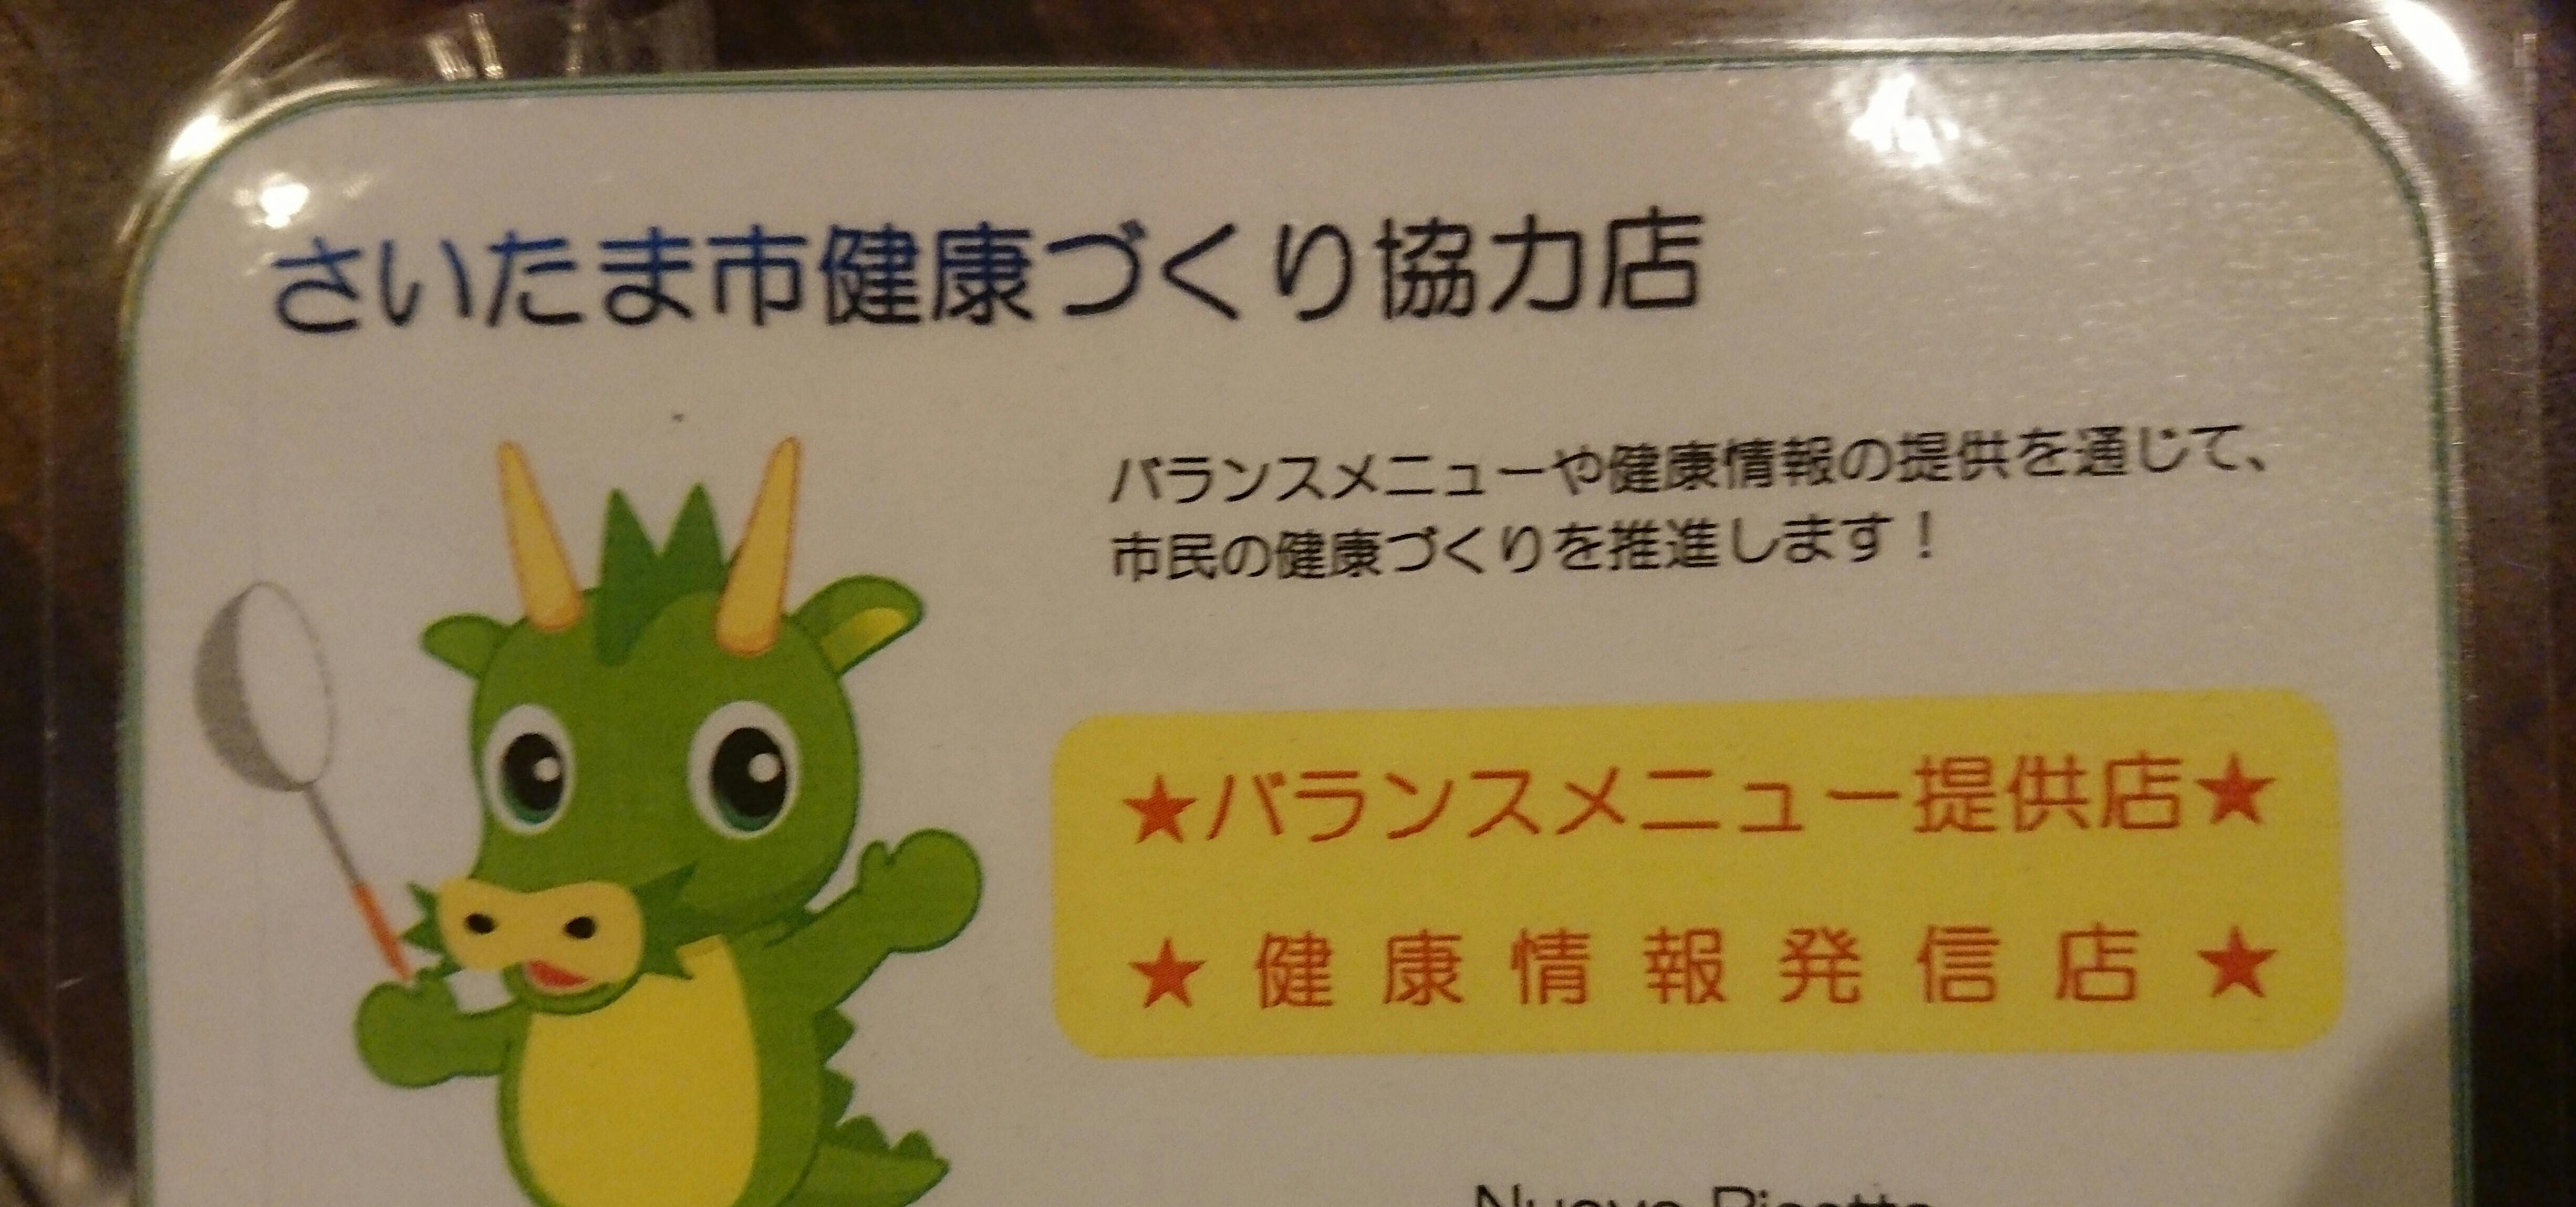 さいたま市健康づくり協力店
バランスメニューや健康情報の提供を通じて、
市民の健康づくりを推進します！
★バランスメニュー提供店★
★健康情報発信店★
Nuovo Risotto